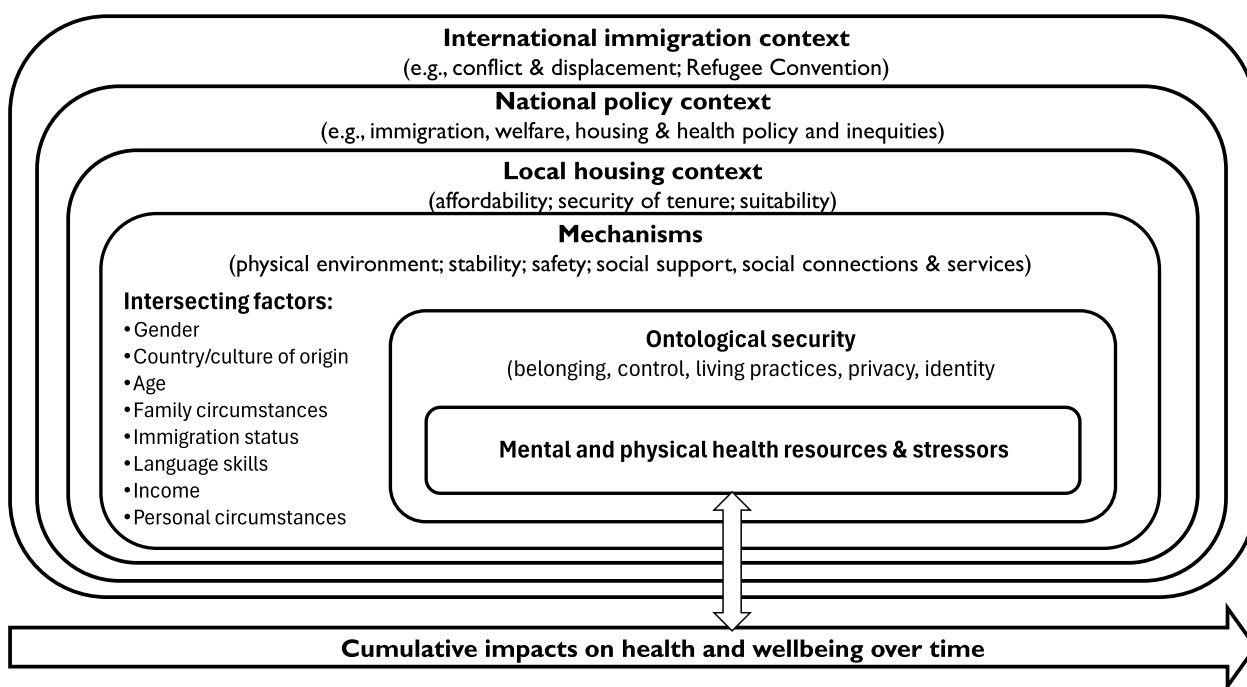 International immigration context
(e.g., conflict & displacement; Refugee Convention)
National policy context
(e.g., immigration, welfare, housing & health policy and inequities)
Local housing context
(affordability; security of tenure; suitability)
Mechanisms
(physical environment; stability; safety; social support, social connections & services)
Intersecting factors:
•Gender
•Country/culture of origin
•Age
•Family circumstances
•Immigration status
•Language skills
•Income
•Personal circumstances
Ontological security
(belonging, control, living practices, privacy, identity
Mental and physical health resources & stressors
Cumulative impacts on health and wellbeing over time